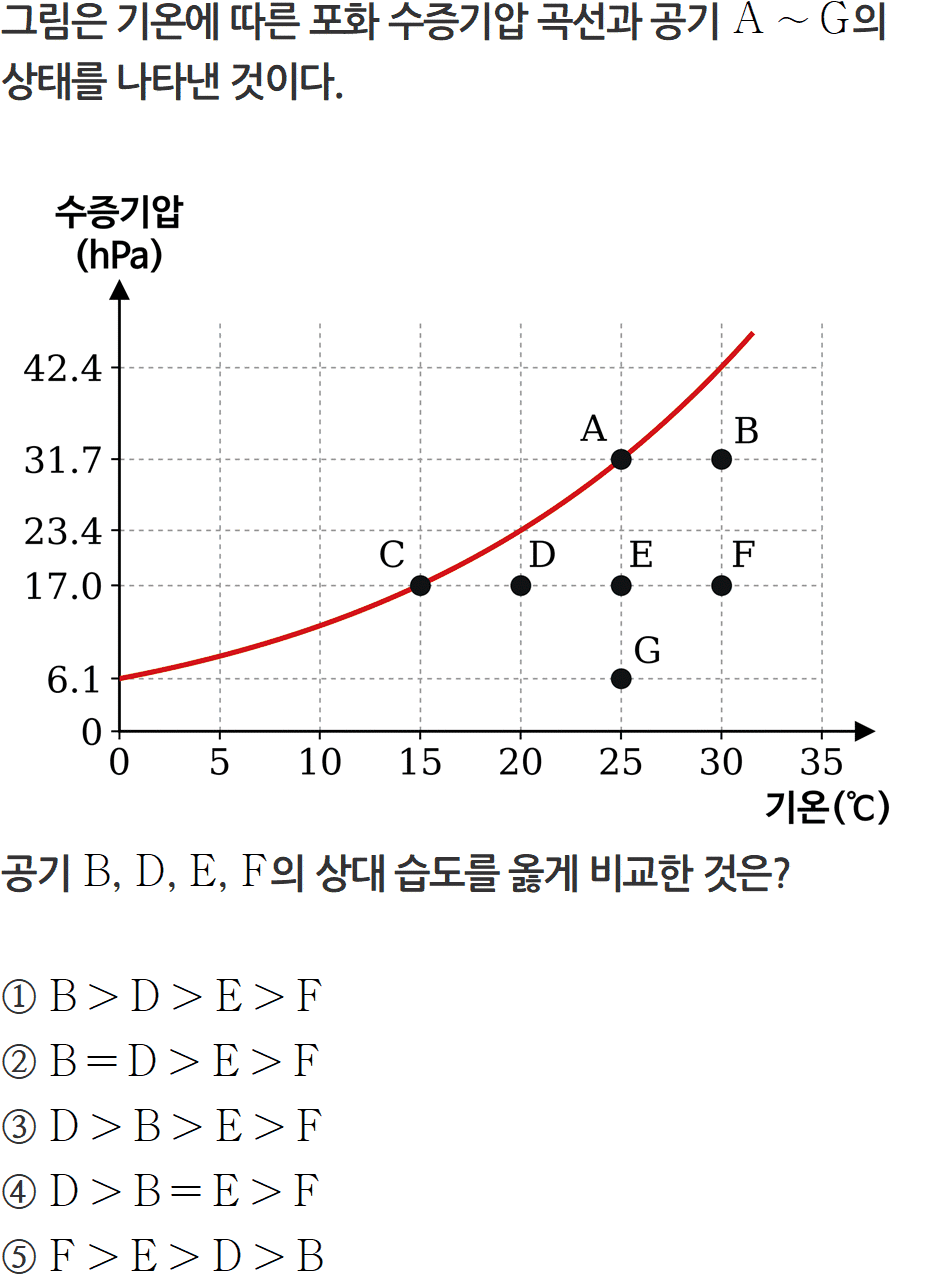 그림은 기온에 따른 포화 수증기압 곡선과 공기 A ~ G의
상태를 나타낸 것이다.
수증기압
(hPa)
42.4
31.7
23.4
17.0
6.1
0
A
B
C
D
E
F
G
0 5 10 15 20 25 30 35
기온(℃)
공기 B, D, E, F의 상대 습도를 옳게 비교한 것은?
① B > D > E > F
② B = D > E > F
③ D > B > E > F
④ D > B = E > F
⑤ F > E > D > B